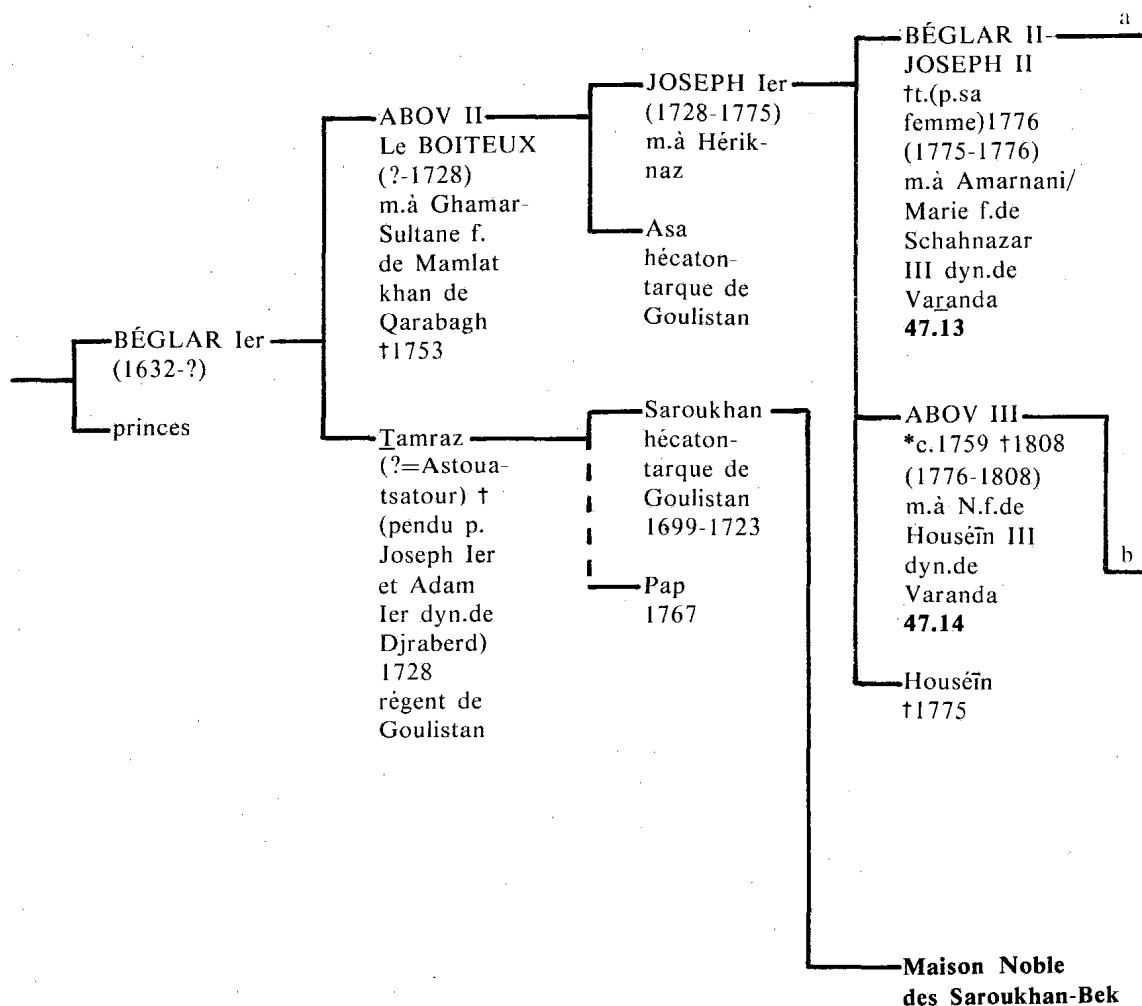 BÉGLAR Ier
(1632-?)
princes
ABOV II
Le BOITEUX
(?-1728)
m.à Ghamar-
Sultane f.
de Mamlat
khan de
Qarabagh
†1753
Tamraz
(?=Astoua-
tsatour) †
(pendu p.
Joseph Ier
et Adam
Ier dyn.de
Djraberd)
1728
régent de
Goulistan
JOSEPH Ier
(1728-1775)
m.à Hérik-
naz
Asa
hécaton-
tarque de
Goulistan
Saroukhan
hécaton-
tarque de
Goulistan
1699-1723
Pap
1767
BÉGLAR II-
JOSEPH II
†t.(p.sa
femme)1776
(1775-1776)
m.à Amarnani/
Marie f.de
Schahnazar
III dyn.de
Varanda
47.13
a
ABOV III
*c.1759 †1808
(1776-1808)
m.à N.f.de
Houséīn III
dyn.de
Varanda
47.14
b
Houséīn
†1775
Maison Noble
des Saroukhan-Bek